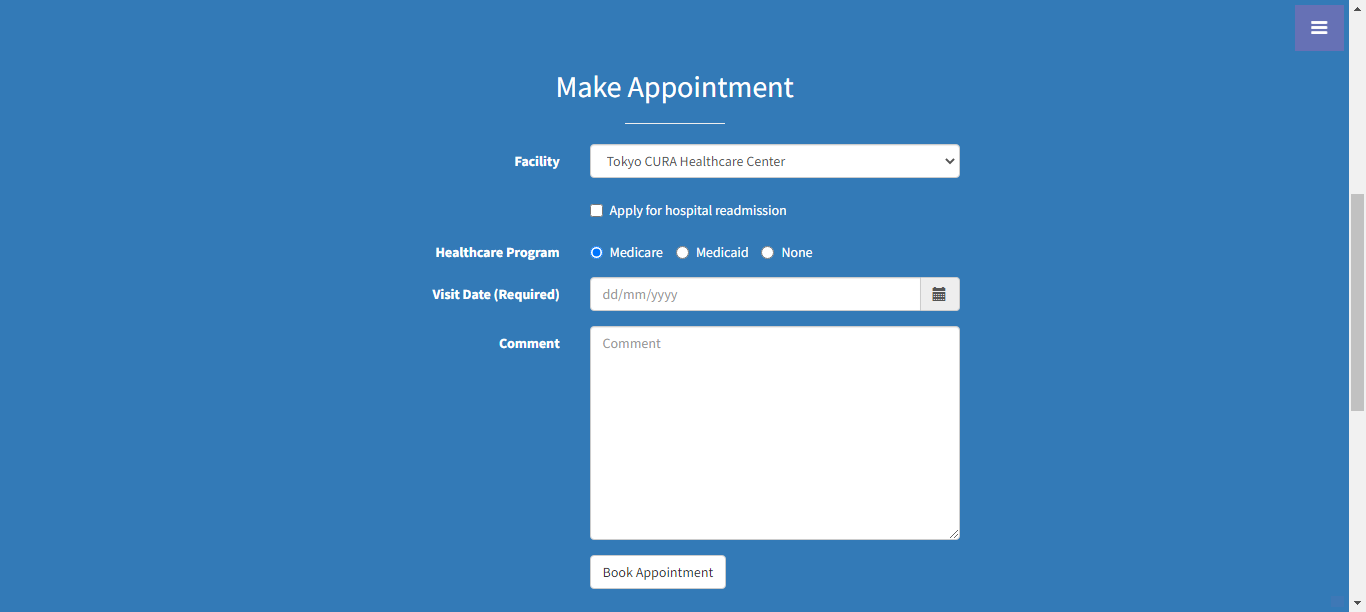 Make Appointment
Facility Tokyo CURA Healthcare Center
Apply for hospital readmission
Healthcare Program Medicare Medicaid None
Visit Date (Required) dd/mm/yyyy
Comment Comment
Book Appointment